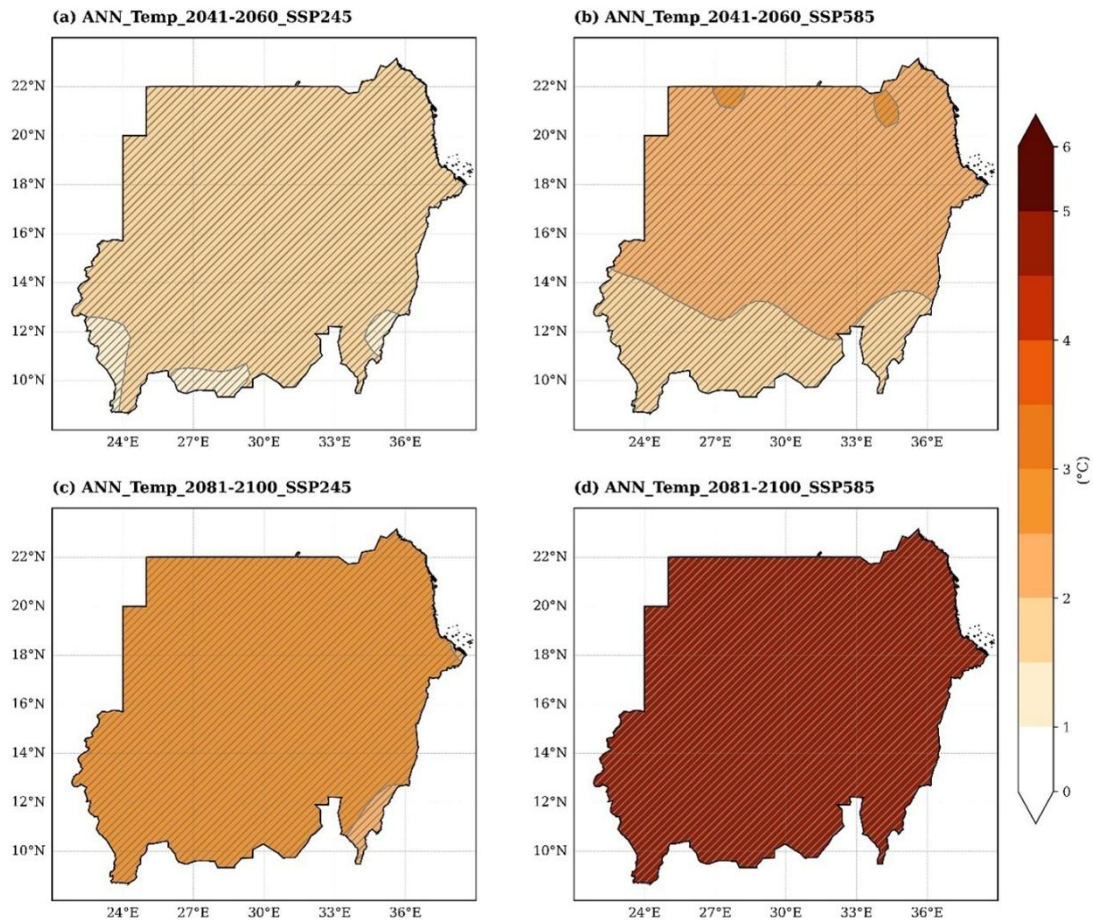 (a) ANN_Temp_2041-2060_SSP245
(b) ANN_Temp_2041-2060_SSP585
22°N
20°N
18°N
16°N
14°N
12°N
10°N
24°E 27°E 30°E 33°E 36°E
22°N
20°N
18°N
16°N
14°N
12°N
10°N
24°E 27°E 30°E 33°E 36°E
(c) ANN_Temp_2081-2100_SSP245
(d) ANN_Temp_2081-2100_SSP585
22°N
20°N
18°N
16°N
14°N
12°N
10°N
24°E 27°E 30°E 33°E 36°E
22°N
20°N
18°N
16°N
14°N
12°N
10°N
24°E 27°E 30°E 33°E 36°E
6
5
4
3
2
1
0
(°C)